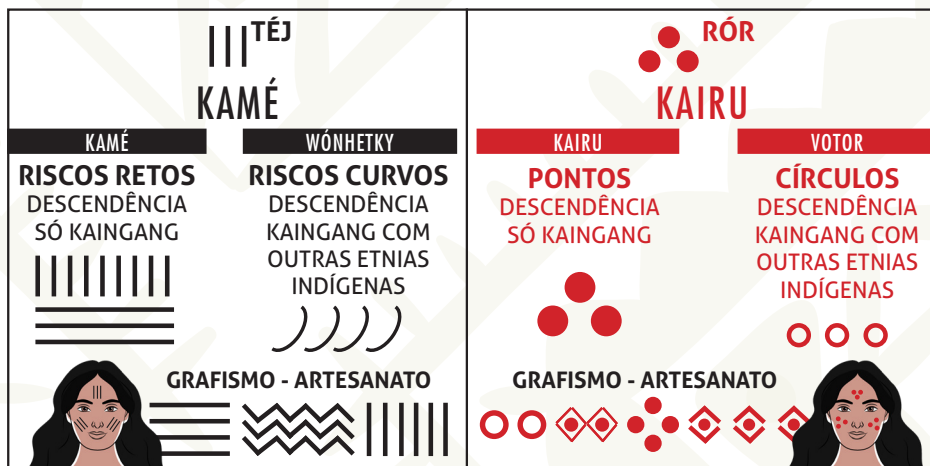 TÉJ
KAMÉ
KAMÉ
RISCOS RETOS
DESCENDÊNCIA
SÓ KAINGANG
WÓNHETKY
RISCOS CURVOS
DESCENDÊNCIA
KAINGANG COM
OUTRAS ETNIAS
INDÍGENAS
GRAFISMO - ARTESANATO
RÓR
KAIRU
KAIRU
PONTOS
DESCENDÊNCIA
SÓ KAINGANG
VOTOR
CÍRCULOS
DESCENDÊNCIA
KAINGANG COM
OUTRAS ETNIAS
INDÍGENAS
GRAFISMO - ARTESANATO